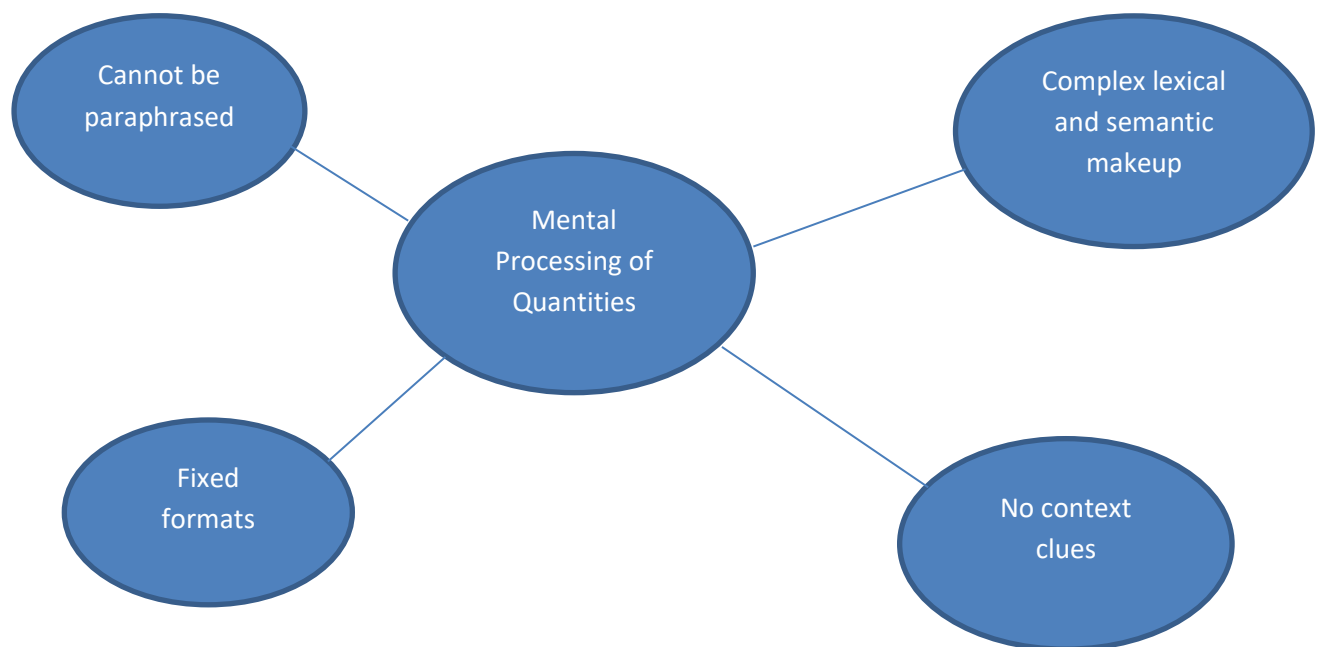 Cannot be
paraphrased
Complex lexical
and semantic
makeup
Mental
Processing of
Quantities
Fixed
formats
No context
clues